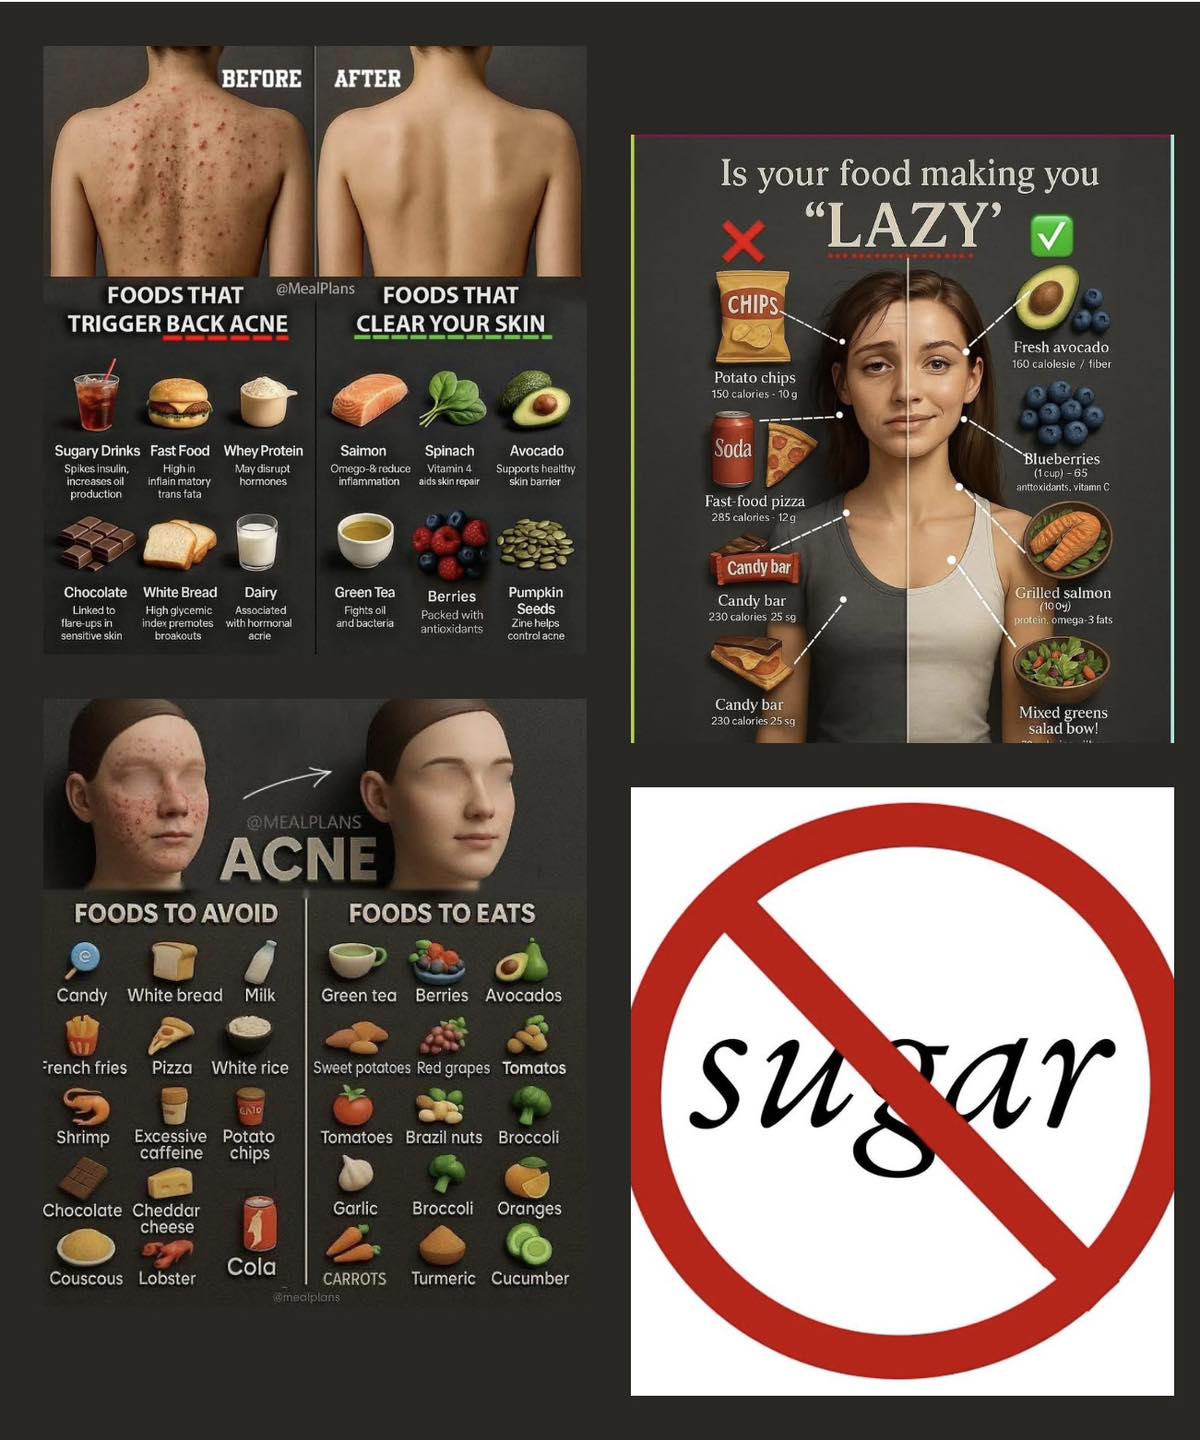 BEFORE
AFTER
@MealPlans
FOODS THAT
TRIGGER BACK ACNE
FOODS THAT
CLEAR YOUR SKIN
Sugary Drinks
Spikes insulin,
increases oil
production
Fast Food
High in
inflain matory
trans fata
Whey Protein
May disrupt
hormones
Saimon
Omego-& reduce
inflammation
Spinach
Vitamin 4
aids skin repair
Avocado
Supports healthy
skin barrier
Chocolate
Linked to
flare-ups in
sensitive skin
White Bread
High glycemic
index premotes
broakouts
Dairy
Associated
with hormonal
acrie
Green Tea
Fights oil
and bacteria
Berries
Packed with
antioxidants
Pumpkin
Seeds
Zine helps
control acne
Is your food making you
“LAZY’
CHIPS
Potato chips
150 calories - 10 g
Soda
Fast-food pizza
285 calories - 12 g
Candy bar
Candy bar
230 calories 25 sg
Candy bar
230 calories 25 sg
Fresh avocado
160 calolesie / fiber
Blueberries
(1 cup) - 65
anttoxidants, vitamn C
Grilled salmon
protein, omega-3 fats
Mixed greens
salad bow!
@MEALPLANS
ACNE
FOODS TO AVOID
FOODS TO EATS
Candy
White bread
Milk
French fries
Pizza
White rice
Shrimp
Excessive
caffeine
Potato
chips
Chocolate
Cheddar
cheese
Couscous
Lobster
Cola
Green tea
Berries
Avocados
Sweet potatoes
Red grapes
Tomatos
Tomatoes
Brazil nuts
Broccoli
Garlic
Broccoli
Oranges
CARROTS
Turmeric
Cucumber
@mealplans
sugar